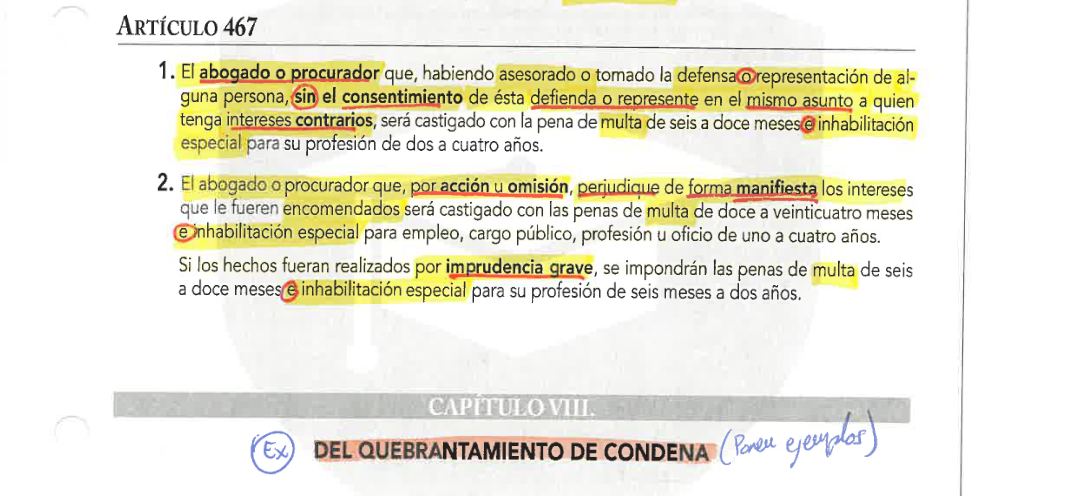 ARTÍCULO 467
1. El abogado o procurador que, habiendo asesorado o tomado la defensa o representación de al-
guna persona, sin el consentimiento de ésta defienda o represente en el mismo asunto a quien
tenga intereses contrarios, será castigado con la pena de multa de seis a doce meses e inhabilitación
especial para su profesión de dos a cuatro años.
2. El abogado o procurador que, por acción u omisión, perjudique de forma manifiesta los intereses
que le fueren encomendados será castigado con las penas de multa de doce a veinticuatro meses
e inhabilitación especial para empleo, cargo público, profesión u oficio de uno a cuatro años.
Si los hechos fueran realizados por imprudencia grave, se impondrán las penas de multa de seis
a doce meses e inhabilitación especial para su profesión de seis meses a dos años.
CAPÍTULO VIII.
Ex DEL QUEBRANTAMIENTO DE CONDENA (Ponen ejemplos)